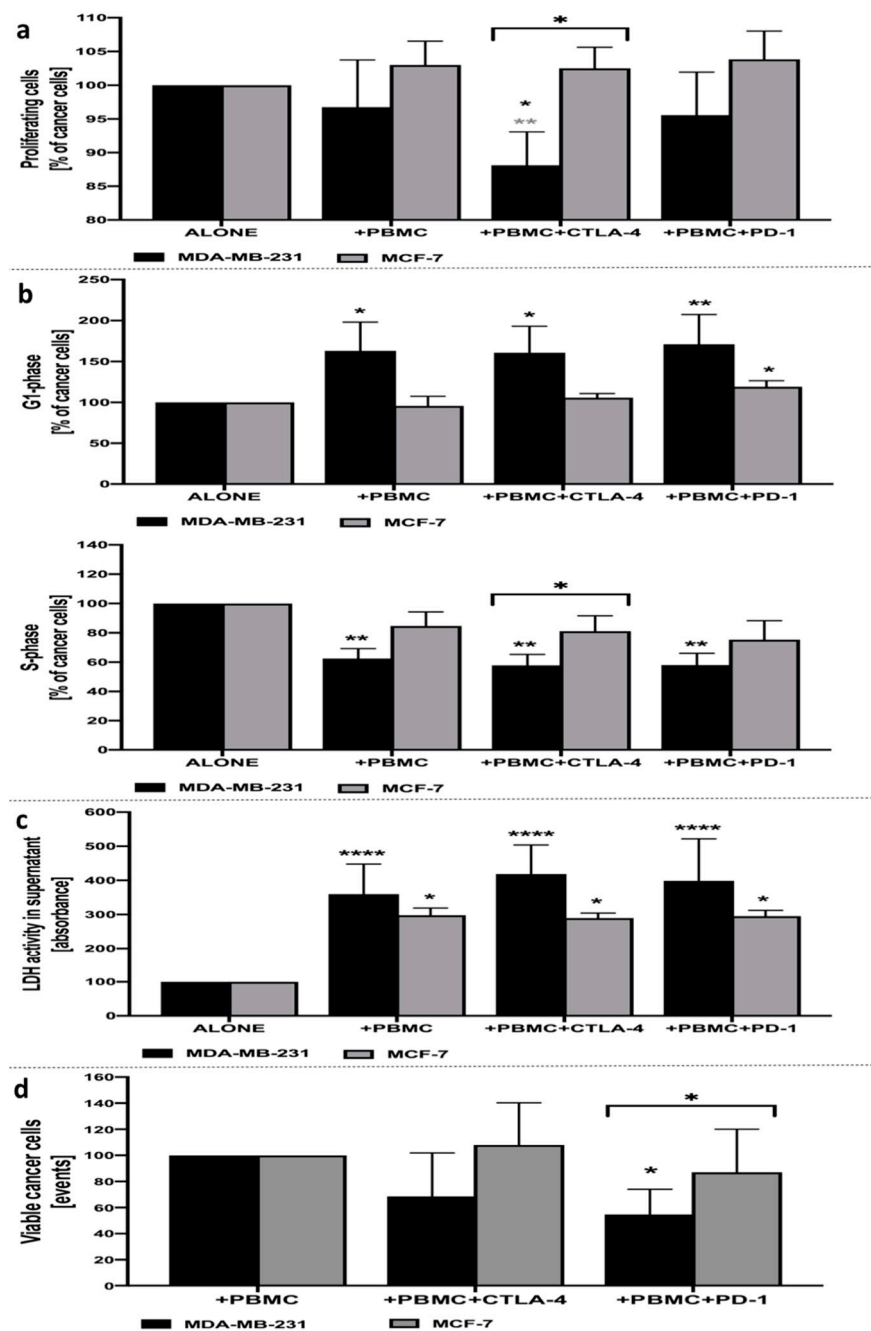 a
Proliferating cells
[% of cancer cells]
110
105
100
95
90
85
80
*
*
**
ALONE +PBMC +PBMC+CTLA-4 +PBMC+PD-1
MDA-MB-231 MCF-7
b
G1-phase
[% of cancer cells]
250
200
150
100
50
0
* * ** *
ALONE +PBMC +PBMC+CTLA-4 +PBMC+PD-1
MDA-MB-231 MCF-7
S-phase
[% of cancer cells]
140
120
100
80
60
40
20
0
*
** ** **
ALONE +PBMC +PBMC+CTLA-4 +PBMC+PD-1
MDA-MB-231 MCF-7
c
LDH activity in supernatant
[absorbance]
600
500
400
300
200
100
0
**** **** ****
* * *
ALONE +PBMC +PBMC+CTLA-4 +PBMC+PD-1
MDA-MB-231 MCF-7
d
Viable cancer cells
[events]
160
140
120
100
80
60
40
20
0
*
*
+PBMC +PBMC+CTLA-4 +PBMC+PD-1
MDA-MB-231 MCF-7